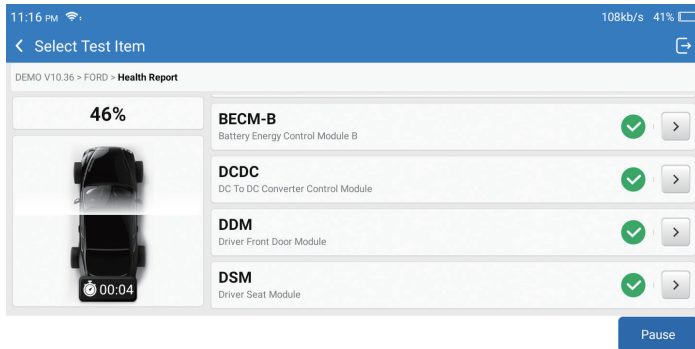 11:16 PM
108kb/s 41%
Select Test Item
DEMO V10.36 > FORD > Health Report
46%
BECM-B
Battery Energy Control Module B
DCDC
DC To DC Converter Control Module
DDM
Driver Front Door Module
DSM
Driver Seat Module
00:04
Pause